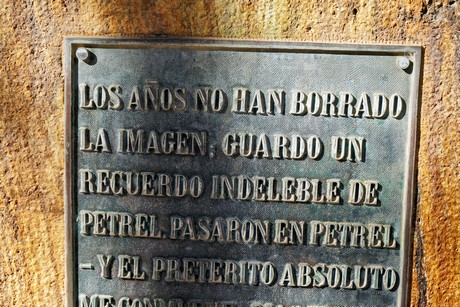 LOS AÑOS NO HAN BORRADO
LA IMAGEN; GUARDO UN
RECUERDO INDELEBLE DE
PETREL. PASARON EN PETREL
–Y EL PRETERITO ABSOLUTO